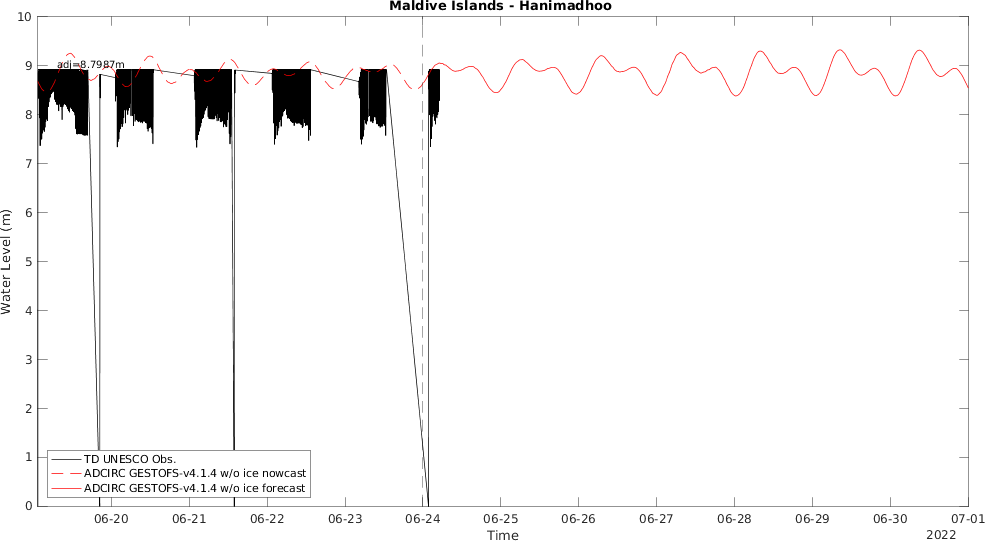 Maldive Islands - Hanimadhoo
10
9
8
7
6
5
4
3
2
1
0
Water Level (m)
adj=8.7987m
TD UNESCO Obs.
ADCIRC GESTOFS-v4.1.4 w/o ice nowcast
ADCIRC GESTOFS-v4.1.4 w/o ice forecast
06-20 06-21 06-22 06-23 06-24 06-25 06-26 06-27 06-28 06-29 06-30 07-01
Time
2022